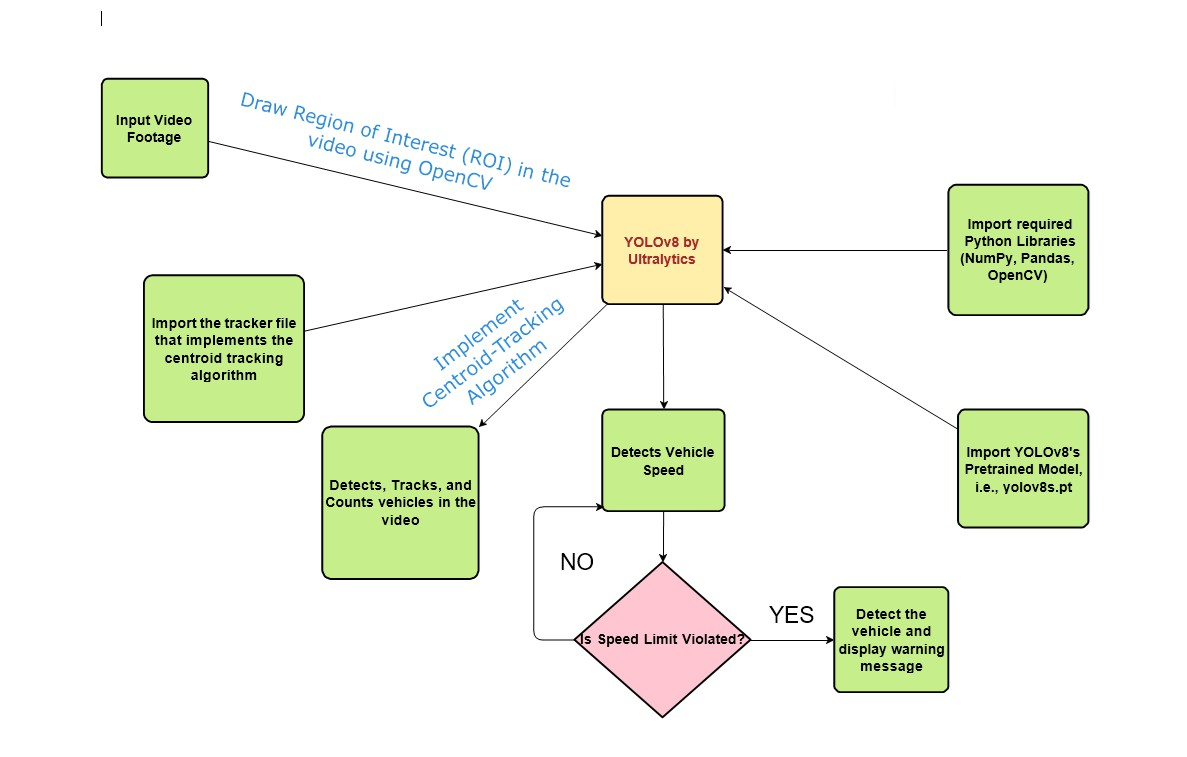 Input Video
Footage
Draw Region of Interest (ROI) in the
video using OpenCV
YOLOv8 by
Ultralytics
Import required
Python Libraries
(NumPy, Pandas,
OpenCV)
Import the tracker file
that implements the
centroid tracking
algorithm
Implement
Centroid-Tracking
Algorithm
Detects, Tracks, and
Counts vehicles in the
video
Detects Vehicle
Speed
Import YOLOv8's
Pretrained Model,
i.e., yolov8s.pt
NO
Is Speed Limit Violated?
YES
Detect the
vehicle and
display warning
message